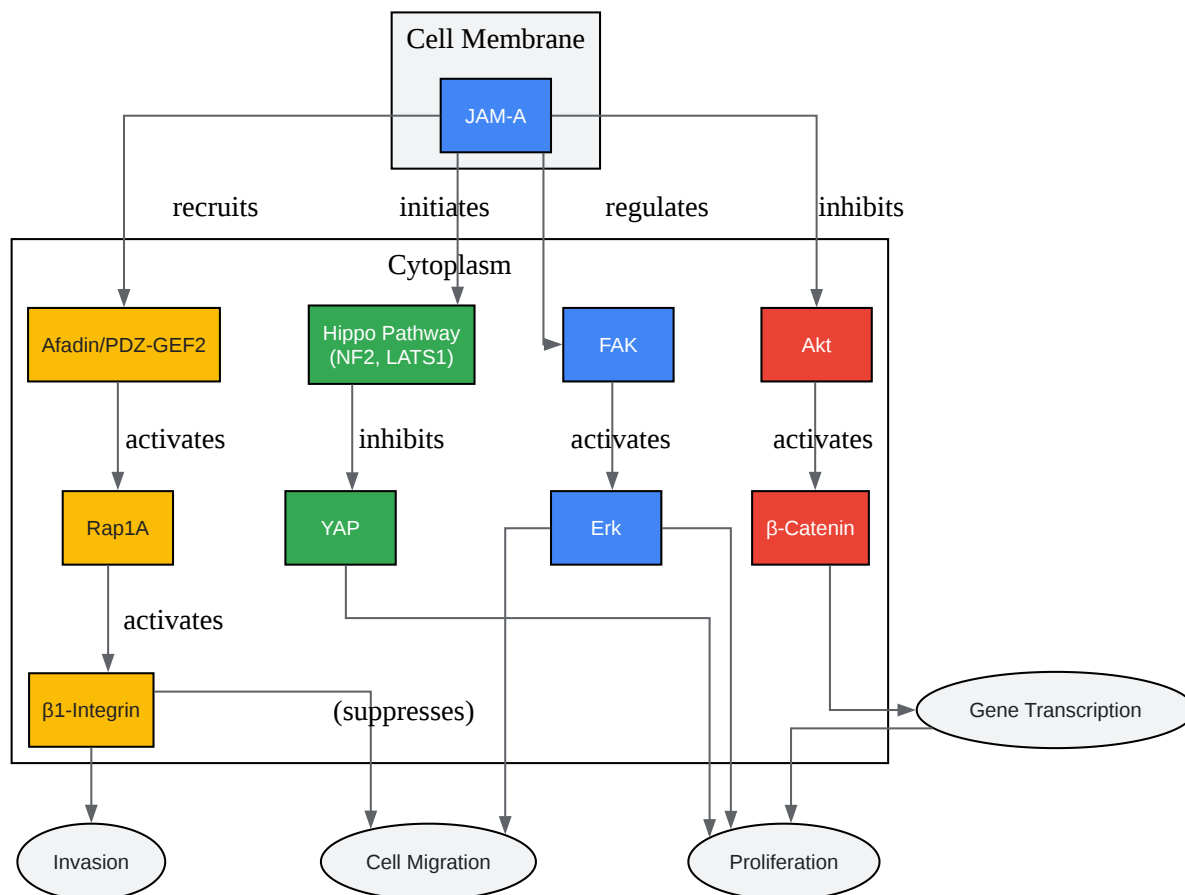 Cell Membrane
JAM-A
recruits
initiates
regulates
inhibits
Cytoplasm
Afadin/PDZ-GEF2
Hippo Pathway
(NF2, LATS1)
FAK
Akt
activates
inhibits
activates
activates
Rap1A
YAP
Erk
β-Catenin
activates
β1-Integrin
(suppresses)
Gene Transcription
Invasion
Cell Migration
Proliferation